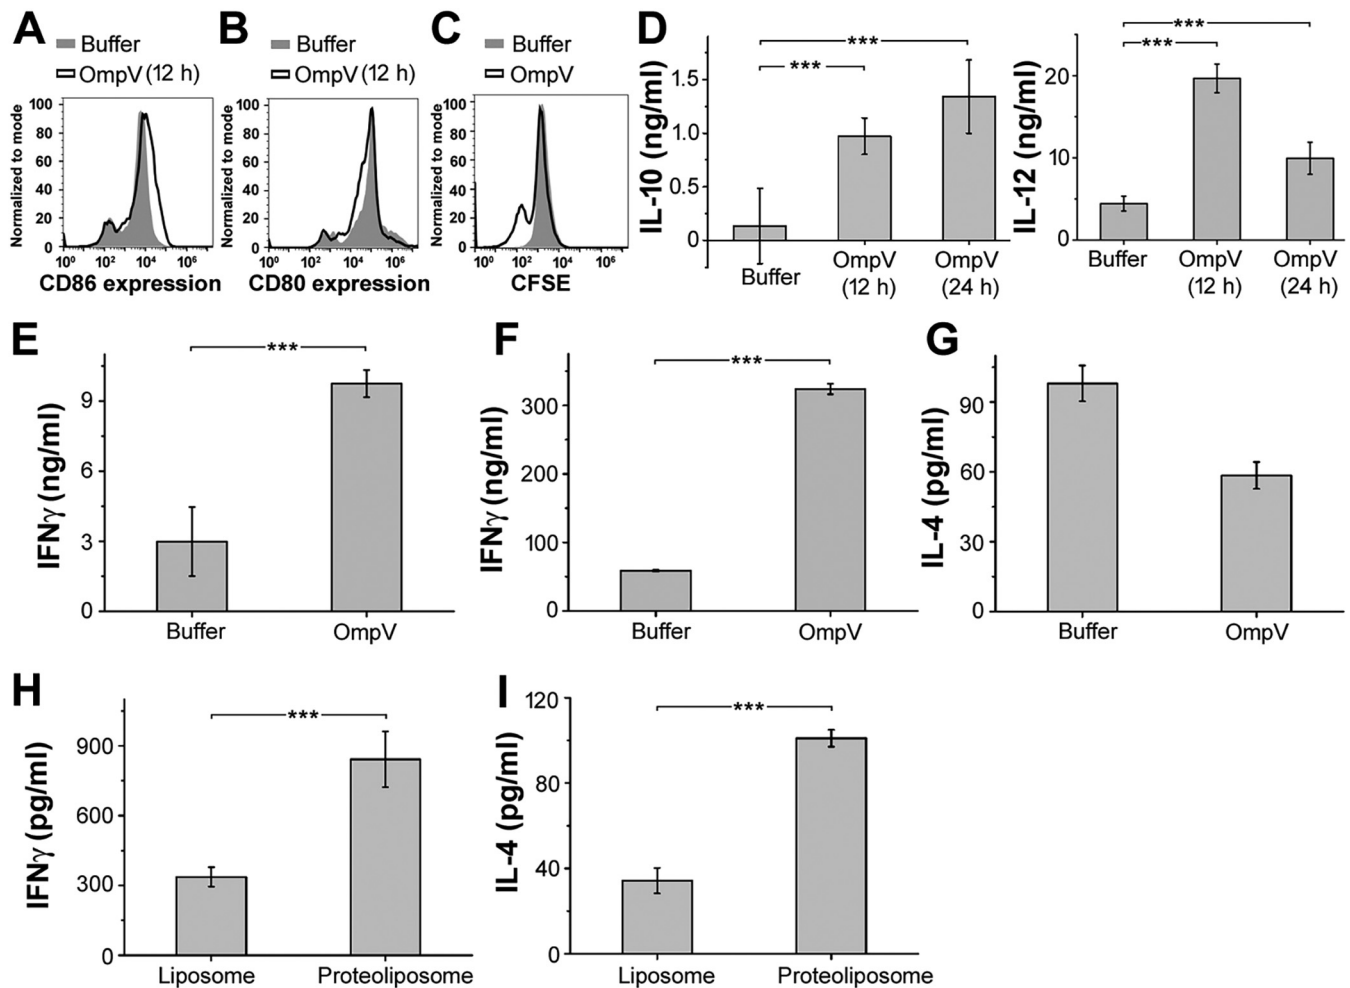 A
Buffer
OmpV (12 h)
Normalized to mode
100
80
60
40
20
0
10⁰ 10² 10⁴ 10⁶
CD86 expression
B
Buffer
OmpV (12 h)
Normalized to mode
100
80
60
40
20
0
10⁰ 10² 10⁴ 10⁶
CD80 expression
C
Buffer
OmpV
Normalized to mode
100
80
60
40
20
0
10⁰ 10² 10⁴ 10⁶
CFSE
D
IL-10 (ng/ml)
1.5
1.0
0.5
0
***
***
Buffer
OmpV
(12 h)
OmpV
(24 h)
IL-12 (ng/ml)
20
10
0
***
***
Buffer
OmpV
(12 h)
OmpV
(24 h)
E
IFNγ (ng/ml)
9
6
3
0
***
Buffer
OmpV
F
IFNγ (ng/ml)
300
200
100
0
***
Buffer
OmpV
G
IL-4 (pg/ml)
90
60
30
0
Buffer
OmpV
H
IFNγ (pg/ml)
900
600
300
0
***
Liposome
Proteoliposome
I
IL-4 (pg/ml)
120
80
40
0
***
Liposome
Proteoliposome